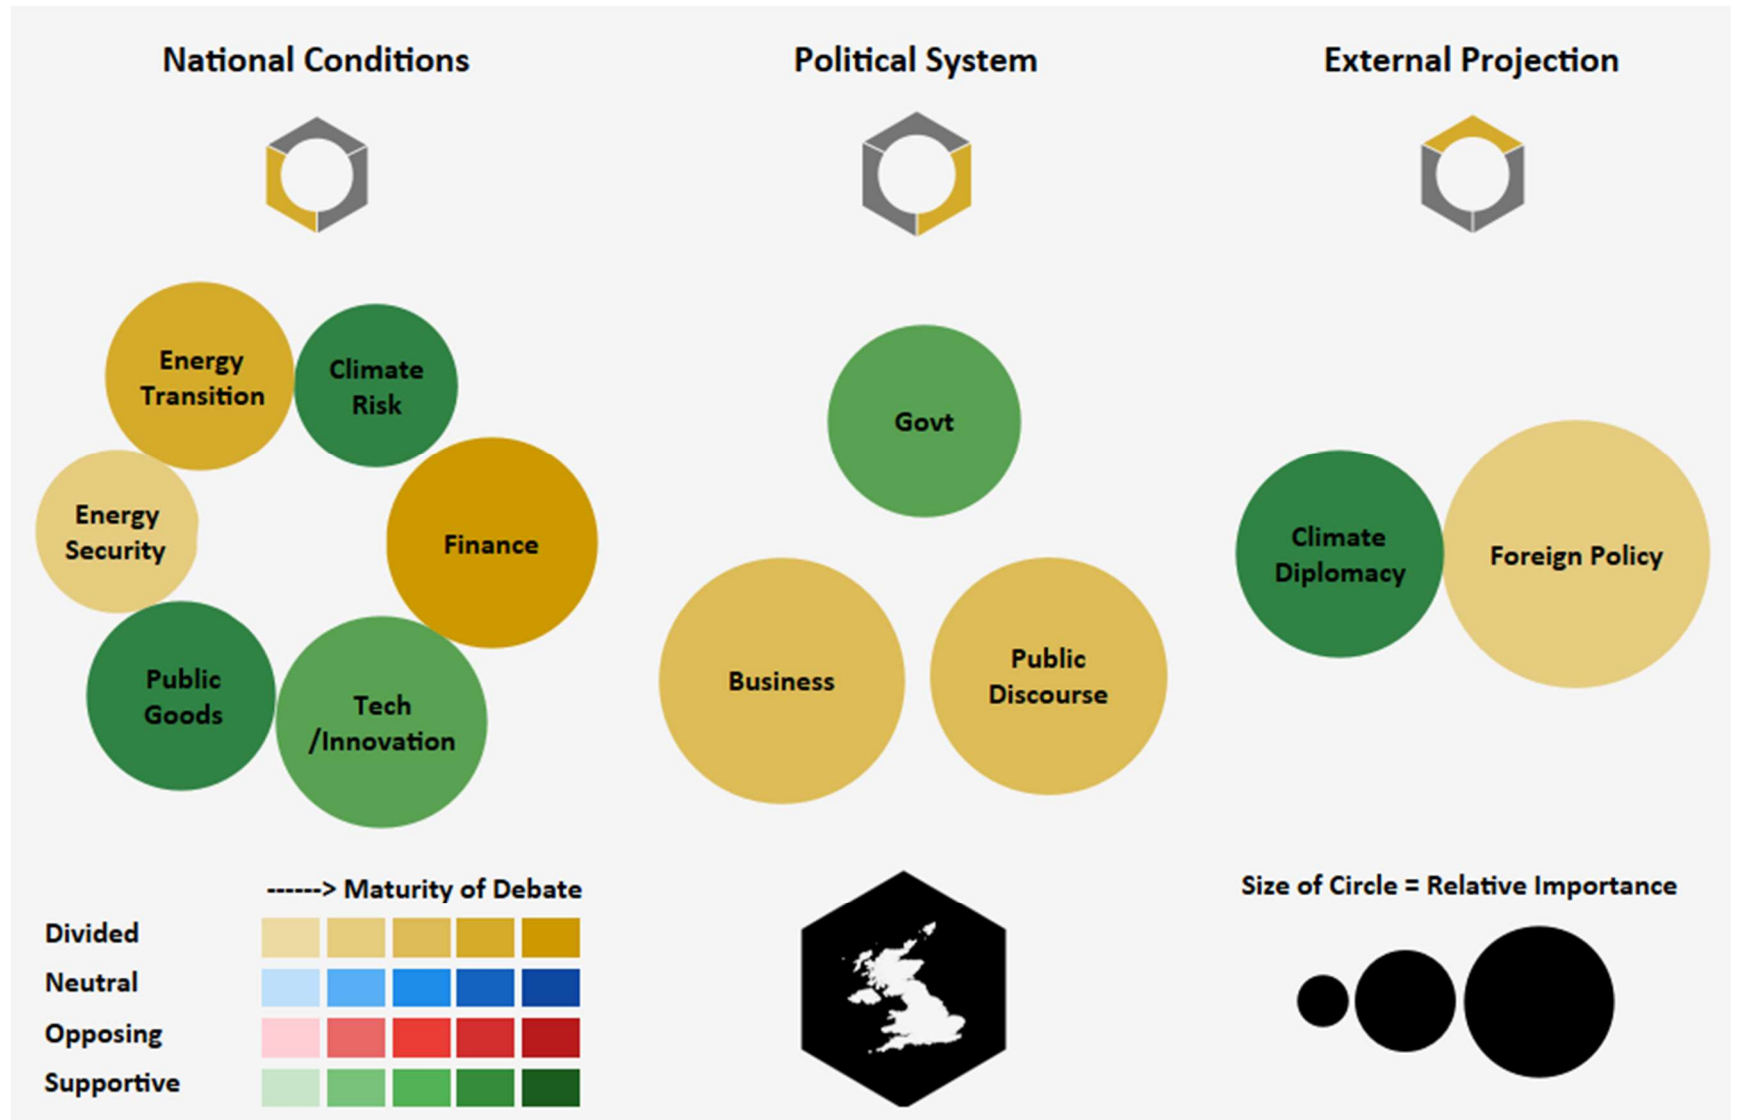 National Conditions
Political System
External Projection
Energy
Transition
Climate
Risk
Energy
Security
Finance
Public
Goods
Tech
/Innovation
Govt
Business
Public
Discourse
Climate
Diplomacy
Foreign Policy
------> Maturity of Debate
Divided
Neutral
Opposing
Supportive
Size of Circle = Relative Importance